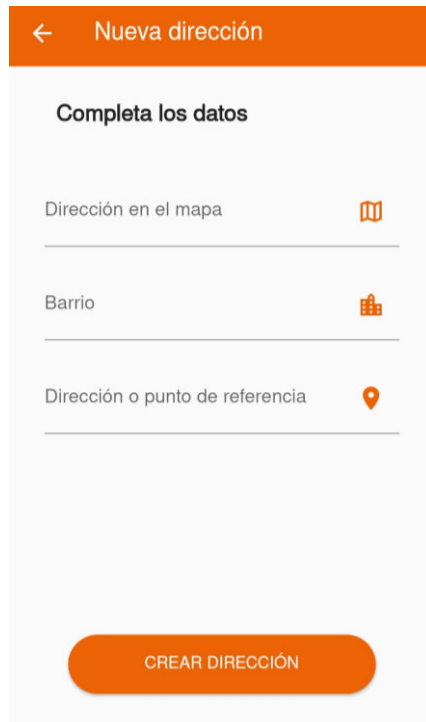 Nueva dirección
Completa los datos
Dirección en el mapa
Barrio
Dirección o punto de referencia
CREAR DIRECCIÓN